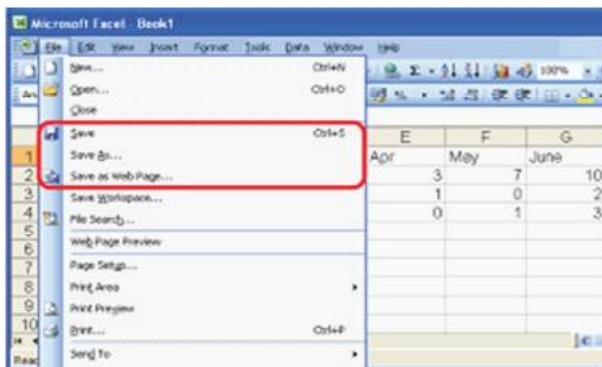 Microsoft Excel - Book1
File Edit View Insert Format Tools Data Window Help
New... Ctrl+N
Open... Ctrl+O
Close
Save Ctrl+S
Save As...
Save as Web Page...
Save Workspace...
File Search...
Web Page Preview
Page Setup...
Print Area
Print Preview
Print... Ctrl+P
Send To
Σ 100%
%
E F G
1 Apr May June
2 3 7 10
3 1 0 2
4 0 1 3
5
6
7
8
9
10